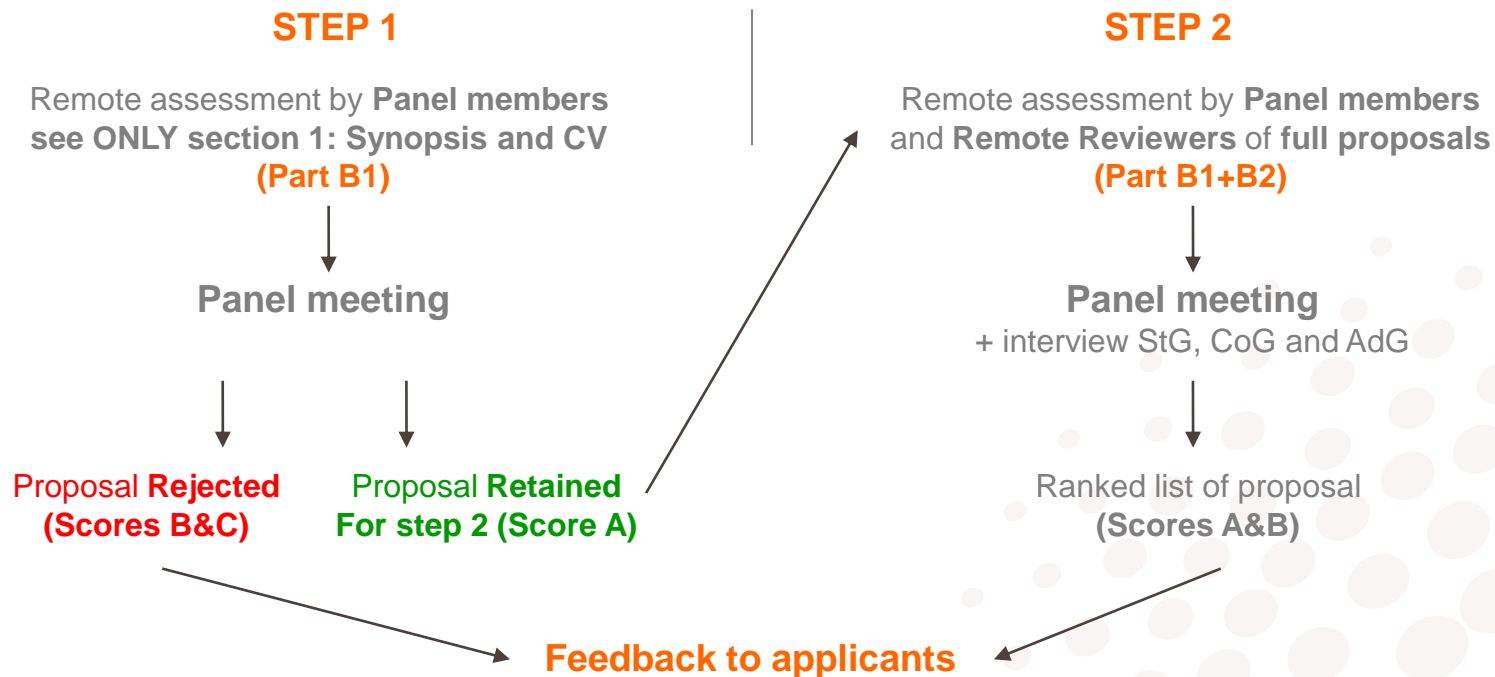 STEP 1
Remote assessment by Panel members
see ONLY section 1: Synopsis and CV
(Part B1)
Panel meeting
Proposal Rejected
(Scores B&C)
Proposal Retained
For step 2 (Score A)
STEP 2
Remote assessment by Panel members
and Remote Reviewers of full proposals
(Part B1+B2)
Panel meeting
+ interview StG, CoG and AdG
Ranked list of proposal
(Scores A&B)
Feedback to applicants